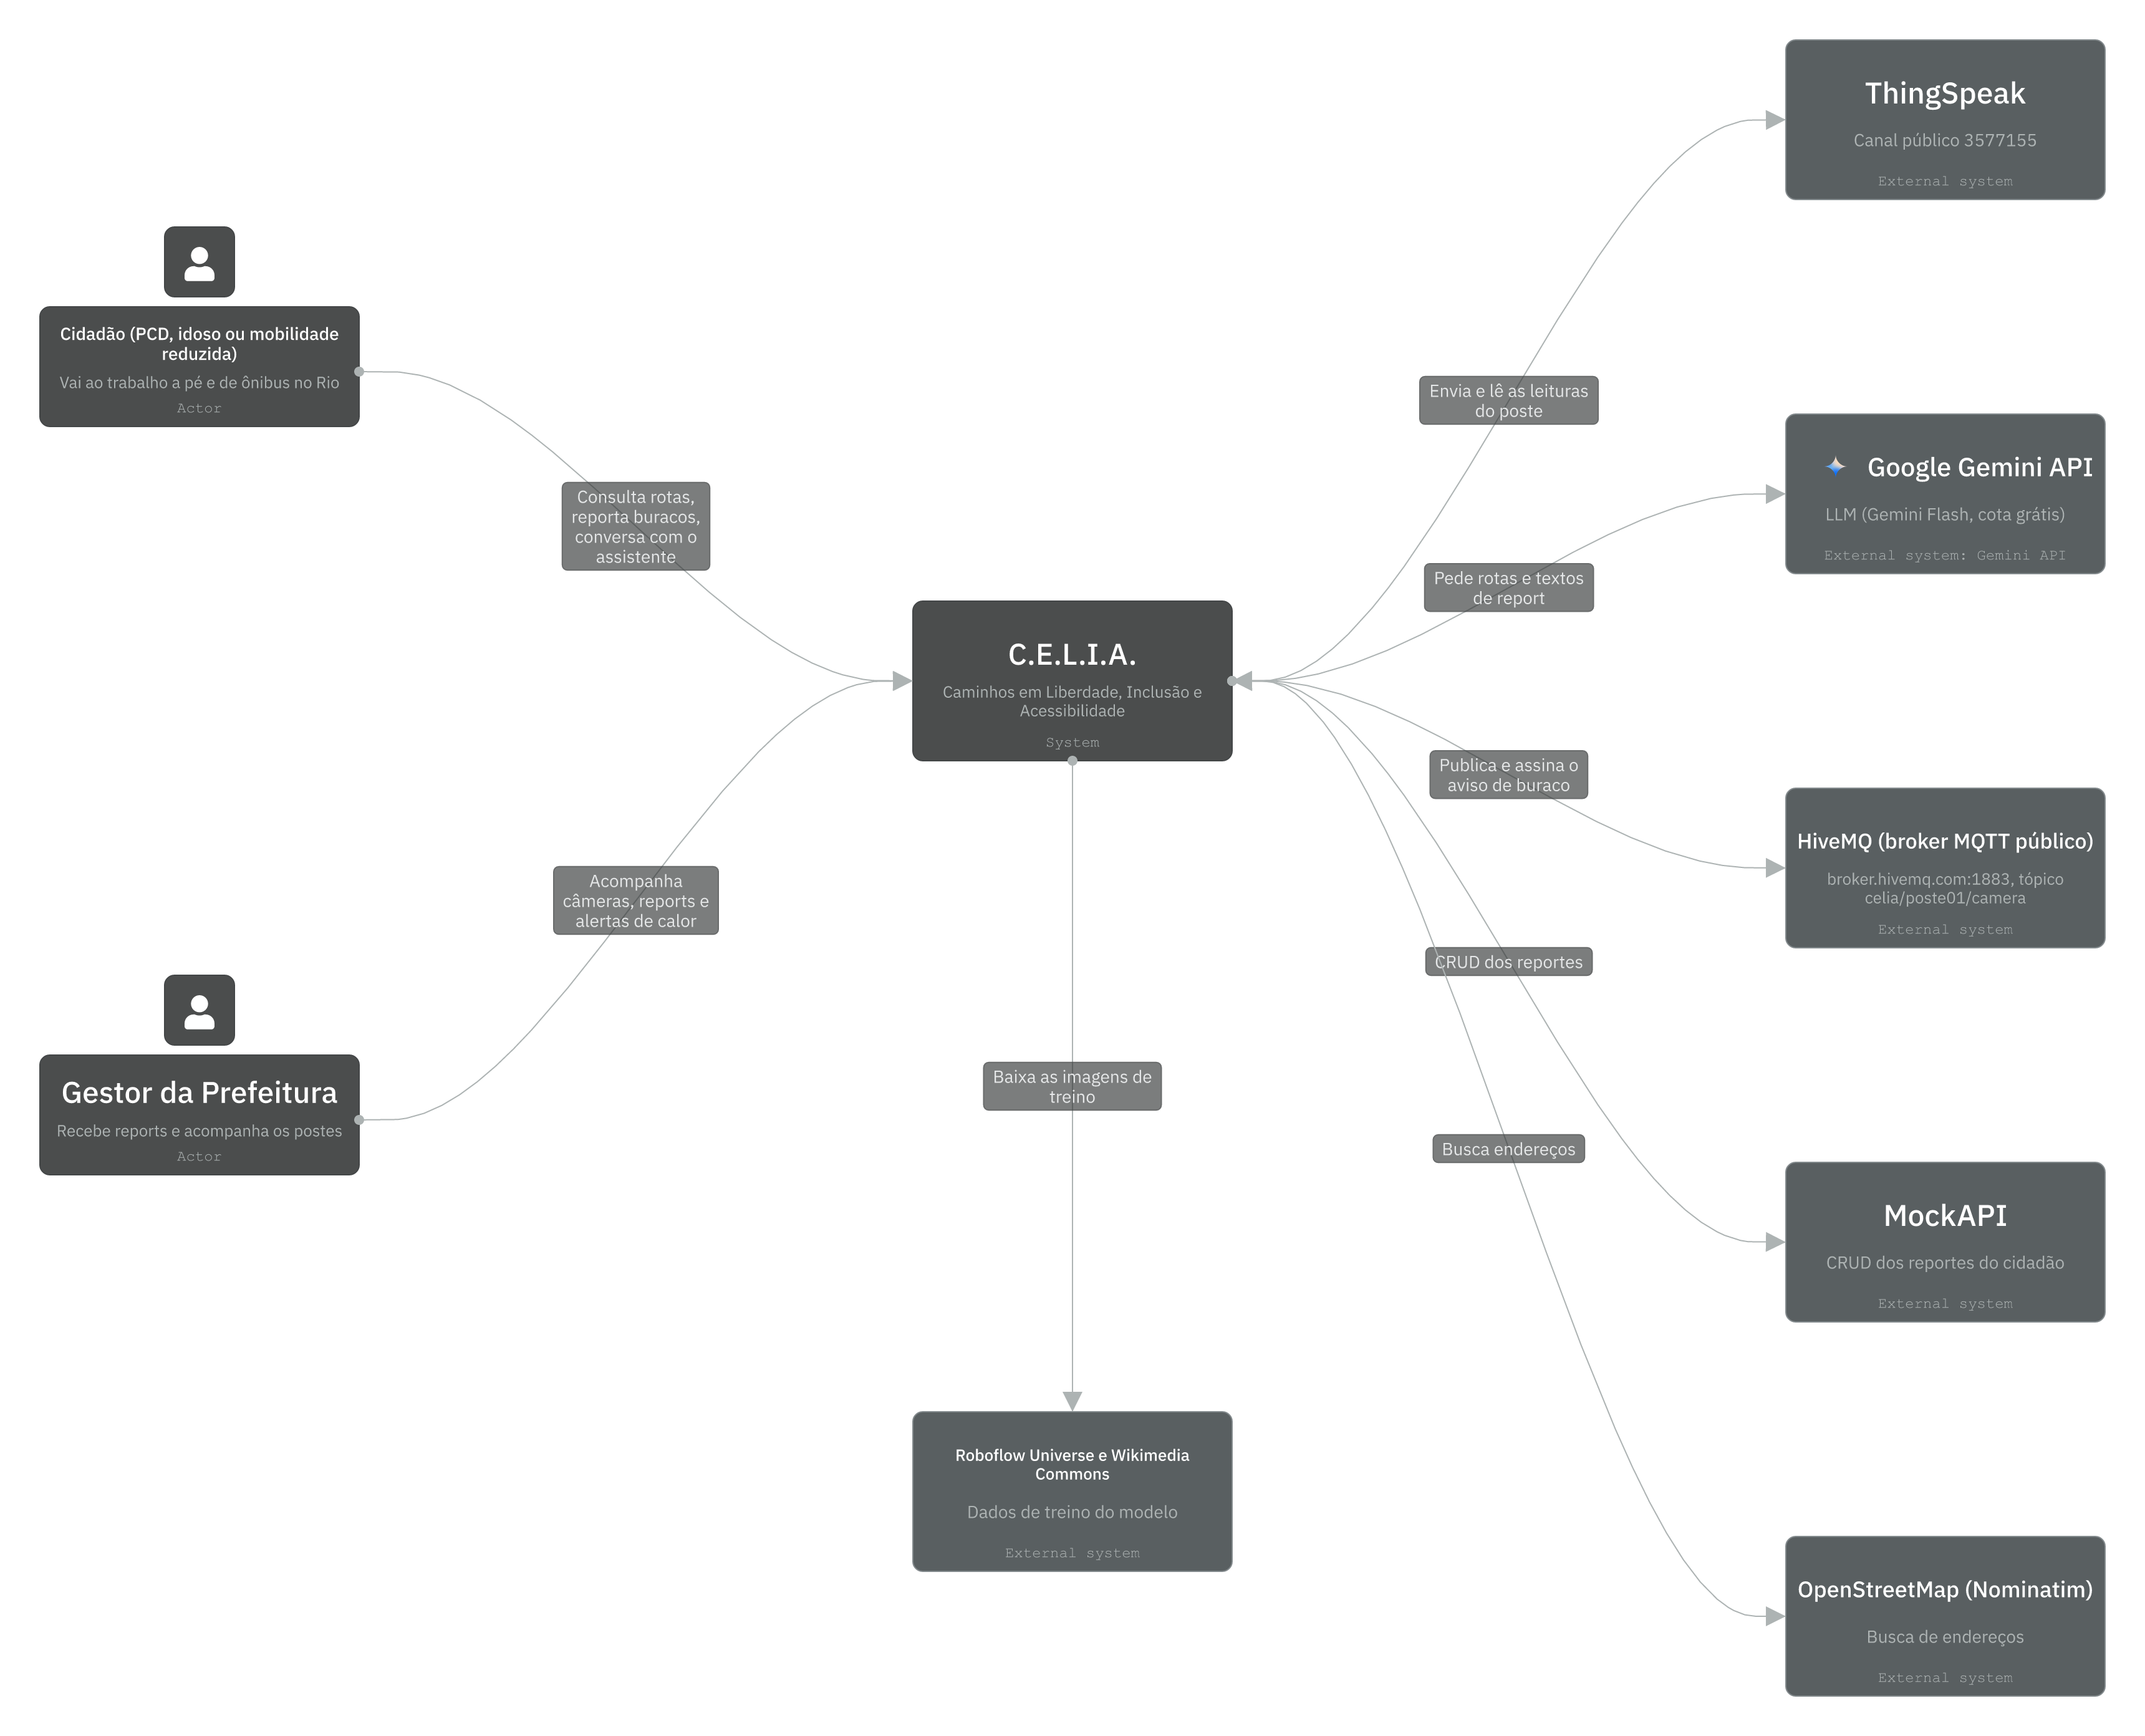 ThingSpeak
Canal público 3577155
External system
Cidadão (PCD, idoso ou mobilidade
reduzida)
Vai ao trabalho a pé e de ônibus no Rio
Actor
Envia e lê as leituras
do poste
Google Gemini API
LLM (Gemini Flash, cota grátis)
External system: Gemini API
Consulta rotas,
reporta buracos,
conversa com o
assistente
Pede rotas e textos
de report
C.E.L.I.A.
Caminhos em Liberdade, Inclusão e
Acessibilidade
System
Publica e assina o
aviso de buraco
HiveMQ (broker MQTT público)
broker.hivemq.com:1883, tópico
celia/poste01/camera
External system
Acompanha
câmeras, reports e
alertas de calor
CRUD dos reportes
Gestor da Prefeitura
Recebe reports e acompanha os postes
Actor
Baixa as imagens de
treino
Busca endereços
MockAPI
CRUD dos reportes do cidadão
External system
Roboflow Universe e Wikimedia
Commons
Dados de treino do modelo
External system
OpenStreetMap (Nominatim)
Busca de endereços
External system